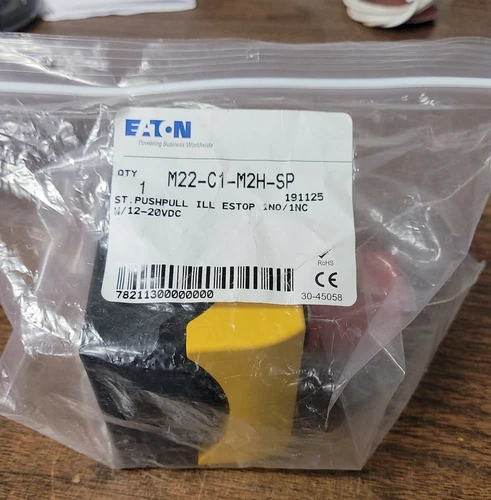 EATON
Powering Business Worldwide
QTY
1 M22-C1-M2H-SP
191125
ST.PUSHPULL ILL ESTOP 1NO/1NC
W/12-20VDC
RoHS
CE
78211300000000
30-45058